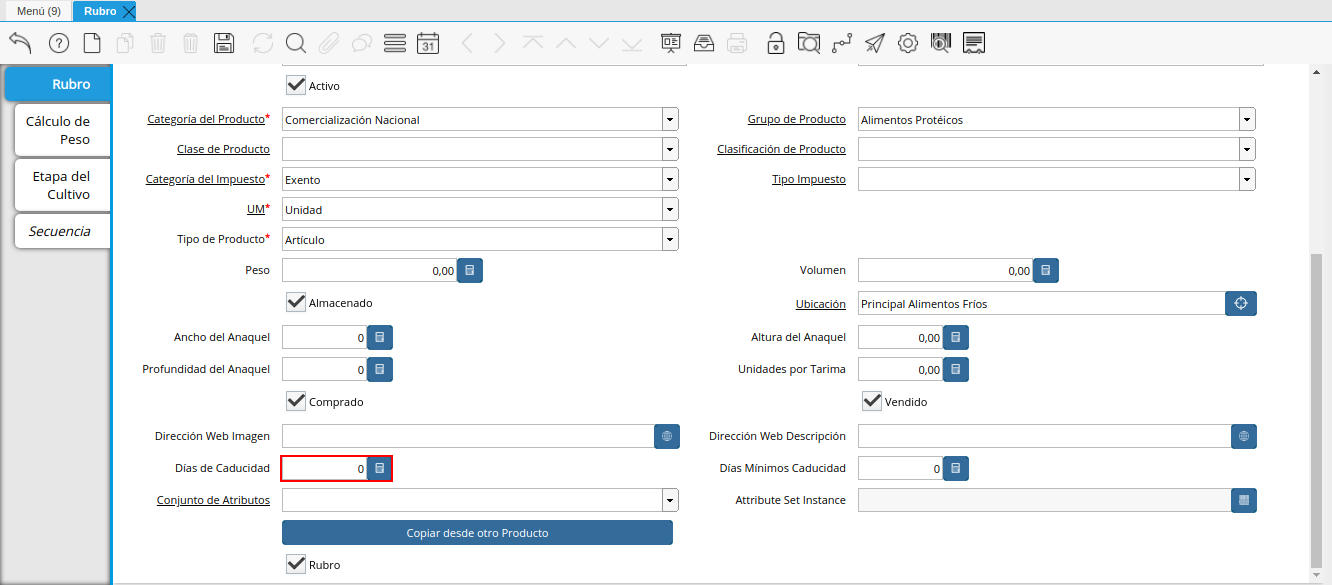 Menú (9)
Rubro
31
Rubro
Cálculo de
Peso
Etapa del
Cultivo
Secuencia
Activo
Categoría del Producto* Comercialización Nacional
Grupo de Producto Alimentos Protéicos
Clase de Producto
Clasificación de Producto
Categoría del Impuesto* Exento
Tipo Impuesto
UM* Unidad
Tipo de Producto* Artículo
Peso 0,00
Volumen 0,00
Almacenado
Ubicación Principal Alimentos Fríos
Ancho del Anaquel 0
Altura del Anaquel 0,00
Profundidad del Anaquel 0
Unidades por Tarima 0,00
Comprado
Vendido
Dirección Web Imagen
Dirección Web Descripción
Días de Caducidad 0
Días Mínimos Caducidad 0
Conjunto de Atributos
Attribute Set Instance
Copiar desde otro Producto
Rubro